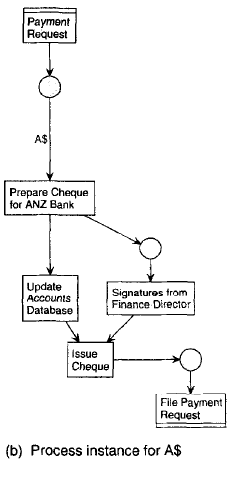 Payment
Request
A$
Prepare Cheque
for ANZ Bank
Update
Accounts
Database
Signatures from
Finance Director
Issue
Cheque
File Payment
Request
(b) Process instance for A$